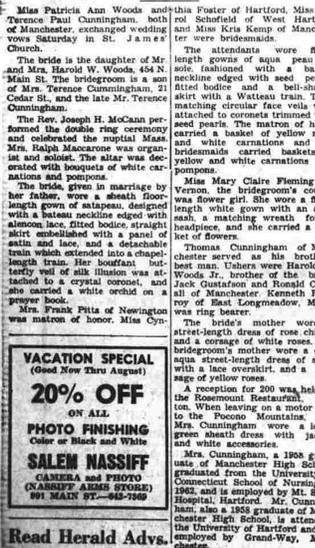 Miss Patricia Ann Woods and
Terence Paul Cunningham, both
of Manchester, exchanged wedding
vows Saturday in St. James'
Church.
The bride is the daughter of Mr.
and Mrs. Harold W. Woods, 454 N.
Main St. The bridegroom is a son
of Mrs. Terence Cummingham, 21
Cedar St., and the late Mr. Terence
Cunningham.
The Rev. Joseph H. McCann per-
formed the double ring ceremony
and celebrated the nuptial Mass.
Mrs. Ralph Maccarone was organ-
ist and soloist. The altar was de-
corated with bouquets of white car-
nations and pompons.
The bride, given in marriage by
her father, wore a sheath floor-
length gown of satapeau, designed
with a bateau neckline edged with
alencon lace, fitted bodice, straight
skirt embellished with a panel of
satin and lace, and a detachable
train which extended into a chapel-
length train. Her bouffant but-
terfly veil of silk illusion was at-
tached to a crystal coronet, and
she carried a white orchid on a
prayer book.
Mrs. Frank Pitts of Newington
was matron of honor. Miss Cyn-
VACATION SPECIAL
(Good Now Thru August)
20% OFF
ON ALL
PHOTO FINISHING
Color or Black and White
SALEM NASSIFF
CAMERA and PHOTO
(NASSIFF ARMS STORE)
991 MAIN ST.—643-7369
Read Herald Advs.
thia Foster of Hartford, Miss
rol Schofield of West Hart
and Miss Kris Kemp of Manc
ter were bridesmaids.
The attendants wore fl
length gowns of aqua peau
sole, fashioned with a ba
neckline edged with seed pe
fitted bodice and a bell-sha
skirt with a Watteau train. T
matching circular face veils
attached to coronets trimmed
seed pearls. The matron of h
carried a basket of yellow r
and white carnations and
bridesmaids carried baskets
yellow and white carnations
pompons.
Miss Mary Claire Fleming
Vernon, the bridegroom's cou
was flower girl. She wore a fl
length white gown with an
sash, a matching wreath for
headpiece, and she carried a
ket of flowers.
Thomas Cunningham of M
chester served as his broth
best man. Ushers were Harold
Woods Jr., brother of the b
Jack Gustafson and Ronald C
all of Manchester. Kenneth F
roy of East Longmeadow, M
was ring bearer.
The bride's mother wor
street-length dress of rose chi
and a corsage of white roses.
bridegroom's mother wore a
aqua street-length dress of s
with a lace overskirt, and a
sage of yellow roses.
A reception for 200 was hel
the Rosemount Restaurant,
ton. When leaving on a motor
to the Pocono Mountains,
Mrs. Cunningham wore a l
green sheath dress with ja
and white accessories.
Mrs. Cunningham, a 1958 g
uate of Manchester High Sc
graduated from the Universit
Connecticut School of Nursing
1962, and is employed by Mt. S
Hospital, Hartford. Mr. Cunn
ham, also a 1958 graduate of M
chester High School, is atten
the University of Hartford and
employed by Grand-Way, M
chester.